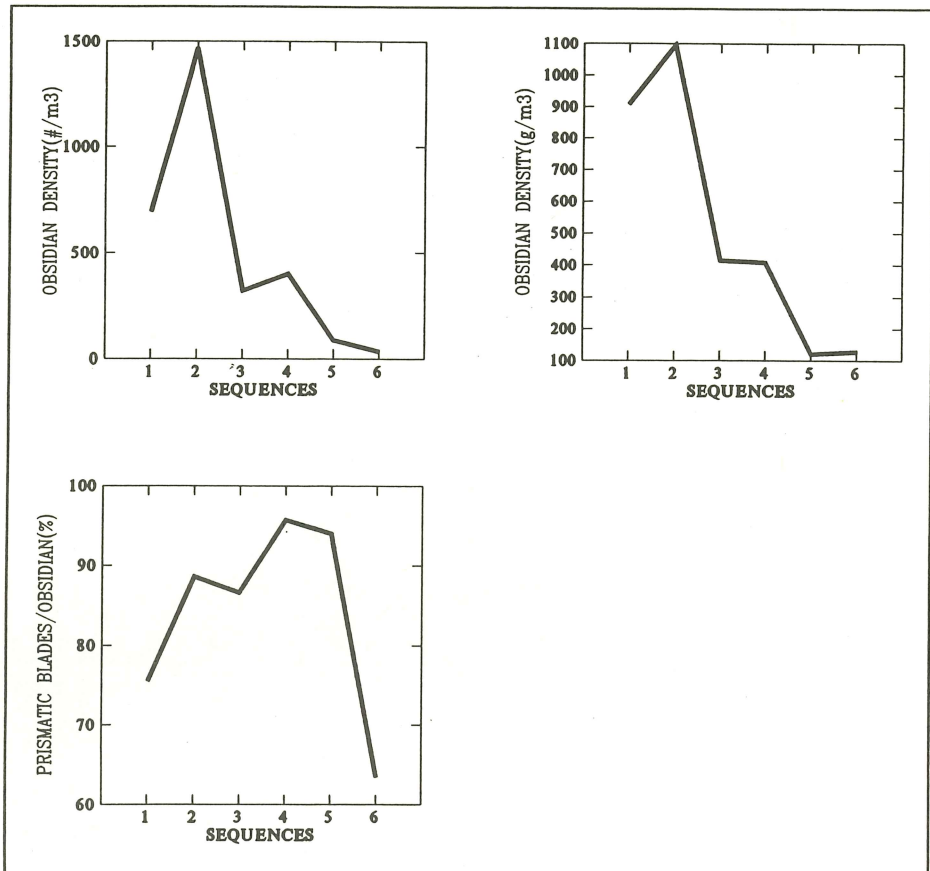 OBSIDIAN DENSITY(#/m3)
1500
1000
500
0
1 2 3 4 5 6
SEQUENCES
OBSIDIAN DENSITY(g/m3)
1100
1000
900
800
700
600
500
400
300
200
100
1 2 3 4 5 6
SEQUENCES
PRISMATIC BLADES/OBSIDIAN(%)
100
90
80
70
60
1 2 3 4 5 6
SEQUENCES